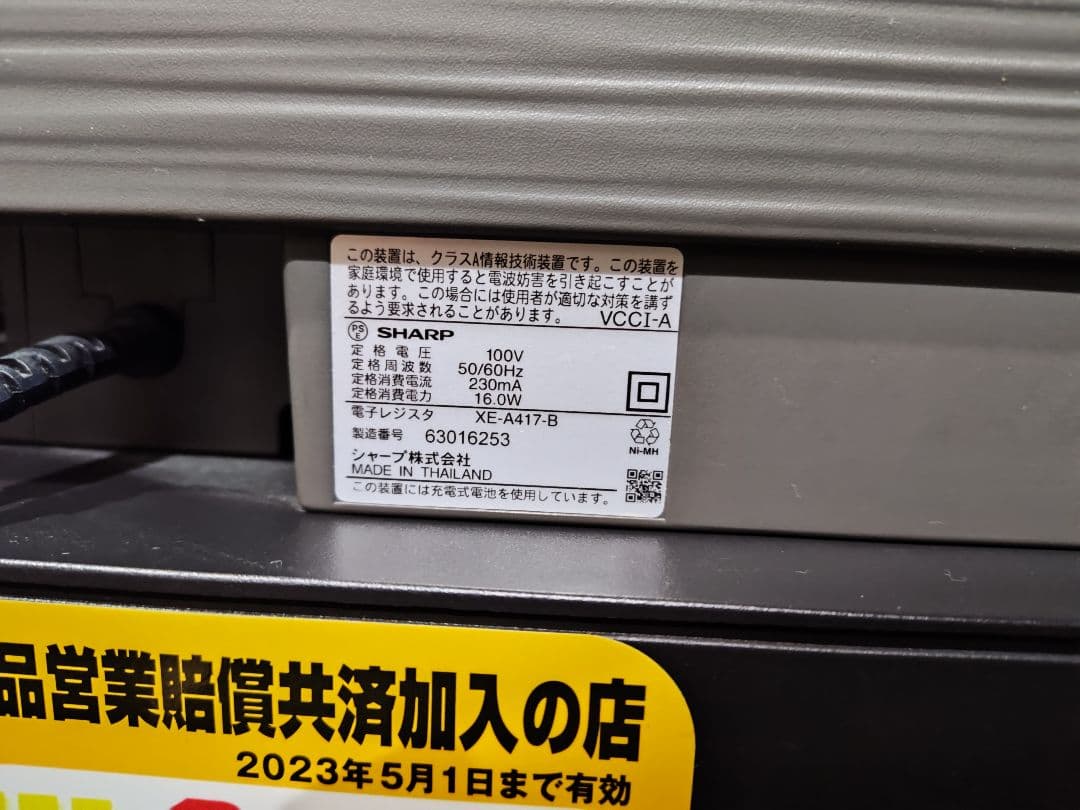 この装置は、クラスA情報技術装置です。この装置を
家庭環境で使用すると電波妨害を引き起こすことが
あります。この場合には使用者が適切な対策を講ず
るよう要求されることがあります。 VCCI-A
PS E SHARP
定格電圧 100V
定格周波数 50/60Hz
定格消費電流 230mA
定格消費電力 16.0W
電子レジスタ XE-A417-B
製造番号 63016253
Ni-MH
シャープ株式会社
MADE IN THAILAND
この装置には充電式電池を使用しています。
品営業賠償共済加入の店
2023年5月1日まで有効